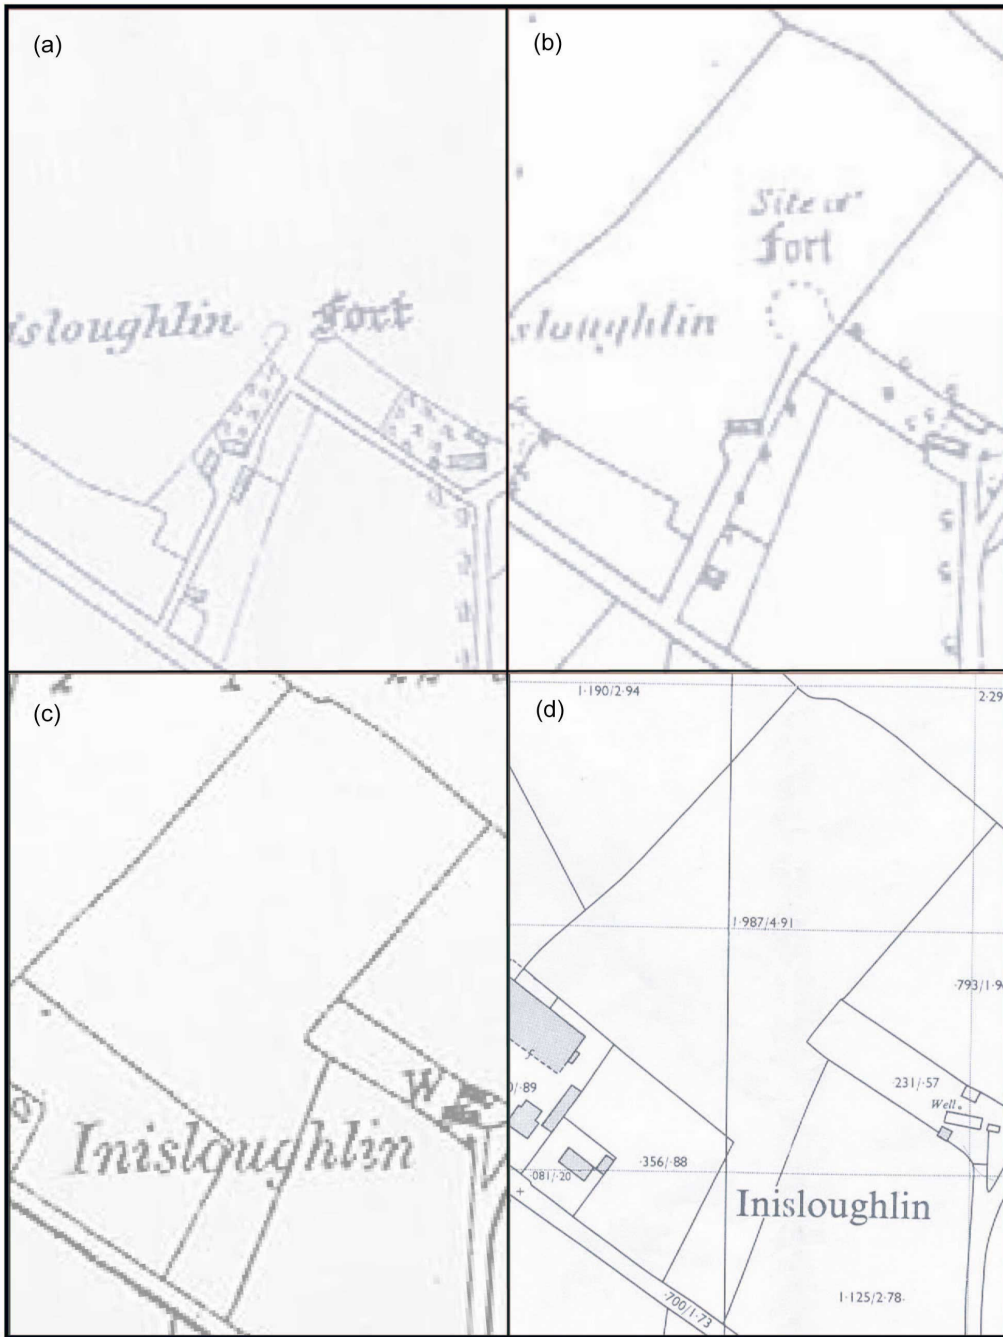 (a)
isloughlin Fort
(b)
Site of
Fort
sloughlin
(c)
W
Inisloughlin
(d)
1·190/2·94
2·29
1·987/4·91
·793/1·9
0/·89
·231/·57
Well
·081/·20
·356/·88
Inisloughlin
·700/1·73
1·125/2·78